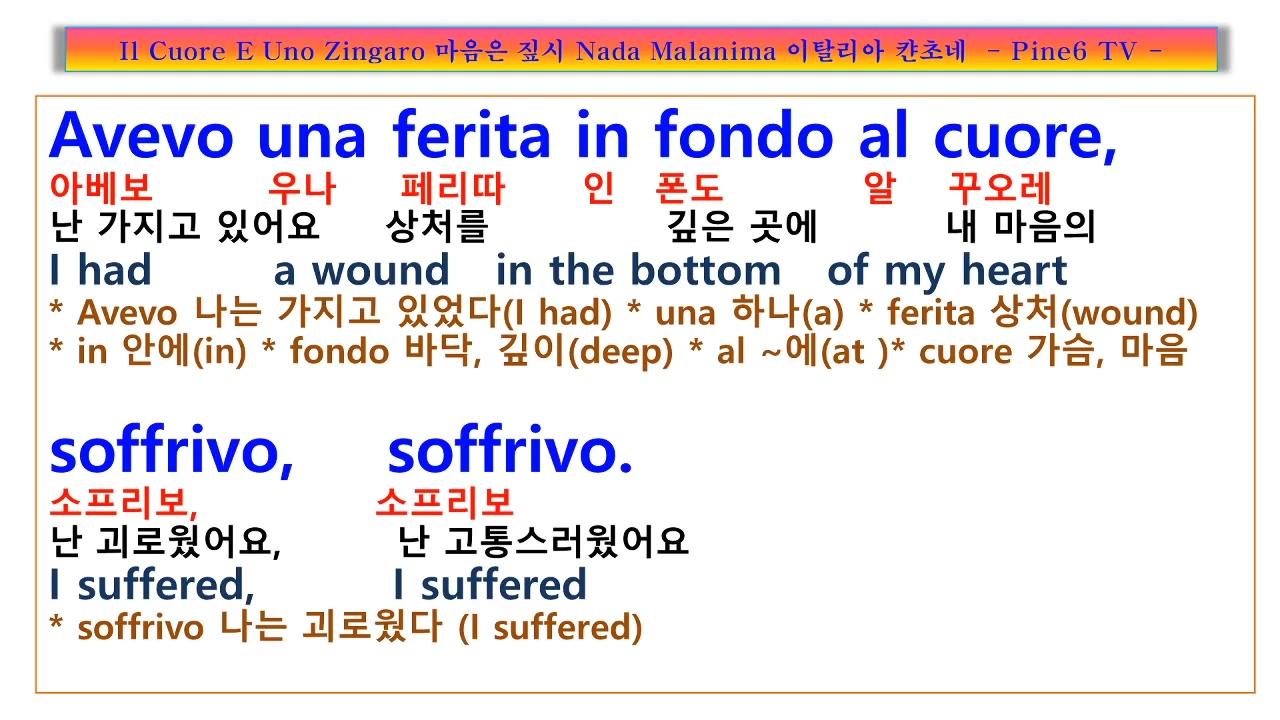 Il Cuore E Uno Zingaro 마음은 짚시 Nada Malanima 이탈리아 칸초네 - Pine6 TV -
Avevo una ferita in fondo al cuore,
아베보 우나 페리따 인 폰도 알 꾸오레
난 가지고 있어요 상처를 깊은 곳에 내 마음의
I had a wound in the bottom of my heart
* Avevo 나는 가지고 있었다(I had) * una 하나(a) * ferita 상처(wound)
* in 안에(in) * fondo 바닥, 깊이(deep) * al ~에(at )* cuore 가슴, 마음
soffrivo, soffrivo.
소프리보, 소프리보
난 괴로웠어요, 난 고통스러웠어요
I suffered, I suffered
* soffrivo 나는 괴로웠다 (I suffered)